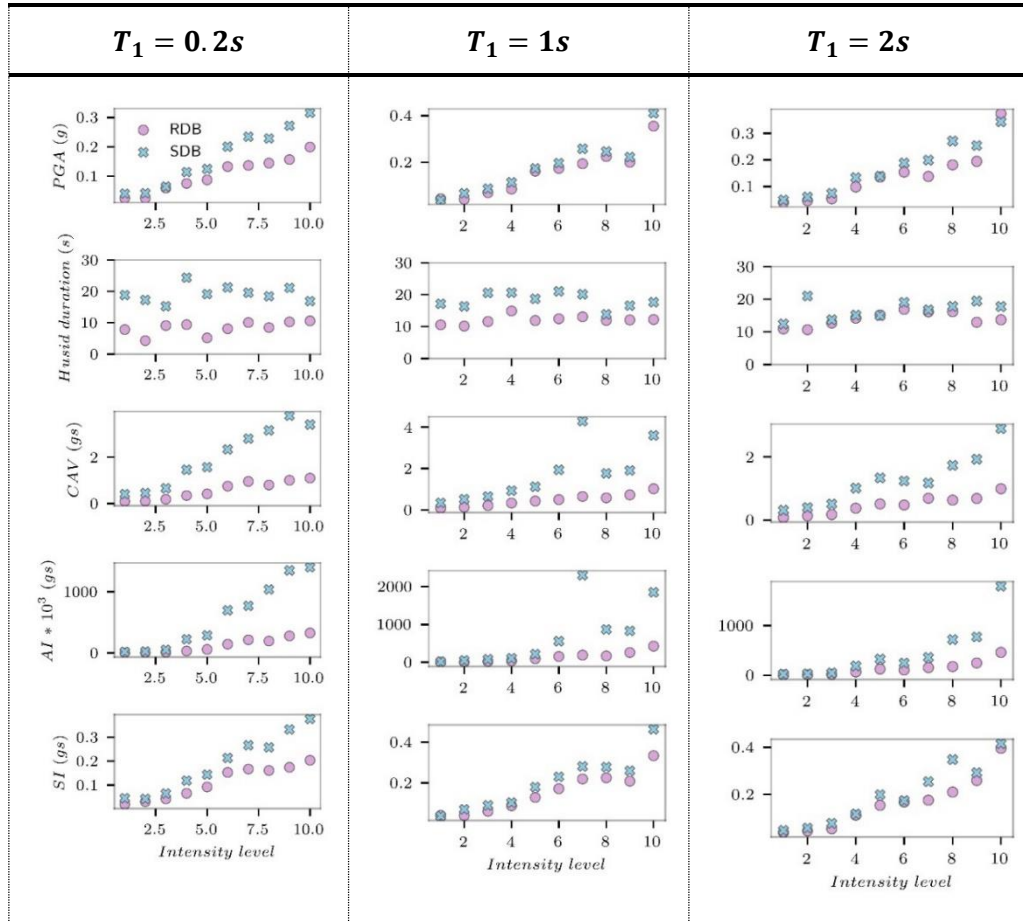 T₁ = 0.2s
T₁ = 1s
T₁ = 2s
PGA (g)
0.3
0.2
0.1
RDB
SDB
2.5 5.0 7.5 10.0
0.4
0.2
2 4 6 8 10
0.3
0.2
0.1
2 4 6 8 10
Husid duration (s)
30
20
10
0
2.5 5.0 7.5 10.0
30
20
10
0
2 4 6 8 10
30
20
10
0
2 4 6 8 10
CAV (gs)
2
0
2.5 5.0 7.5 10.0
4
2
0
2 4 6 8 10
2
0
2 4 6 8 10
AI * 10³ (gs)
1000
0
2.5 5.0 7.5 10.0
2000
1000
0
2 4 6 8 10
1000
0
2 4 6 8 10
SI (gs)
0.3
0.2
0.1
2.5 5.0 7.5 10.0
Intensity level
0.4
0.2
2 4 6 8 10
Intensity level
0.4
0.2
2 4 6 8 10
Intensity level